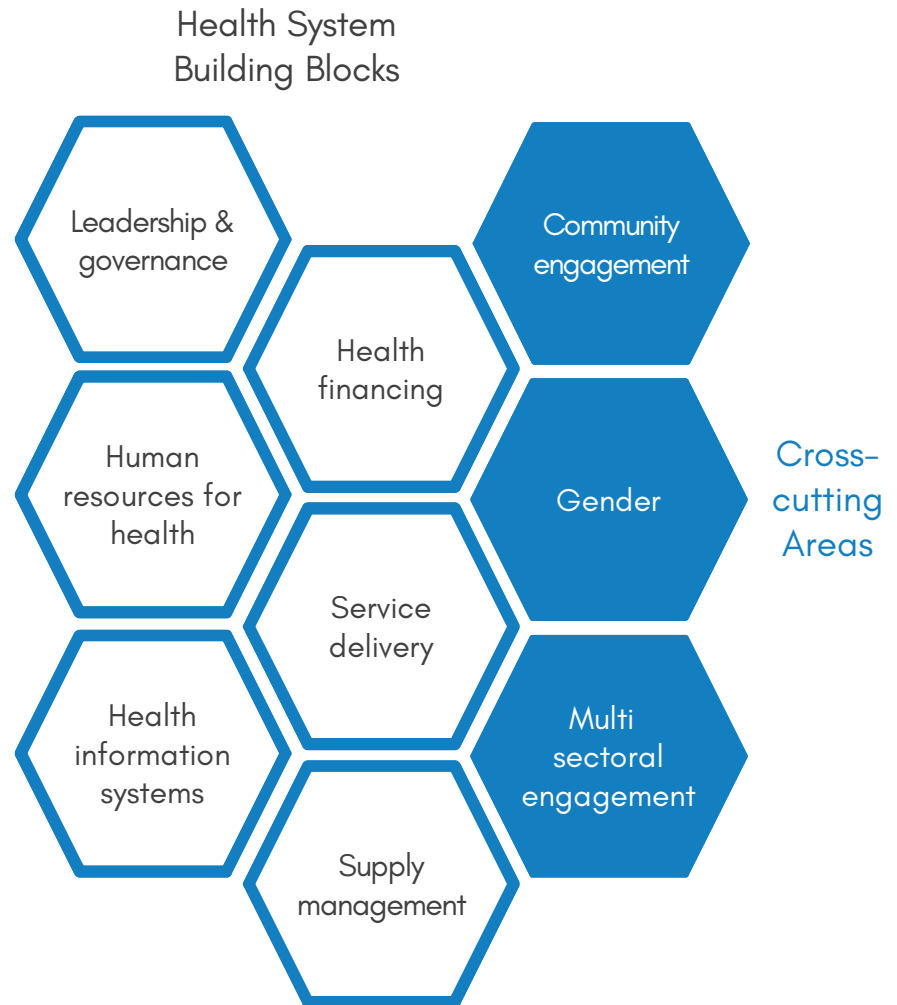 Health System
Building Blocks
Leadership &
governance
Human
resources for
health
Health
information
systems
Health
financing
Service
delivery
Supply
management
Community
engagement
Gender
Multi
sectoral
engagement
Cross-
cutting
Areas